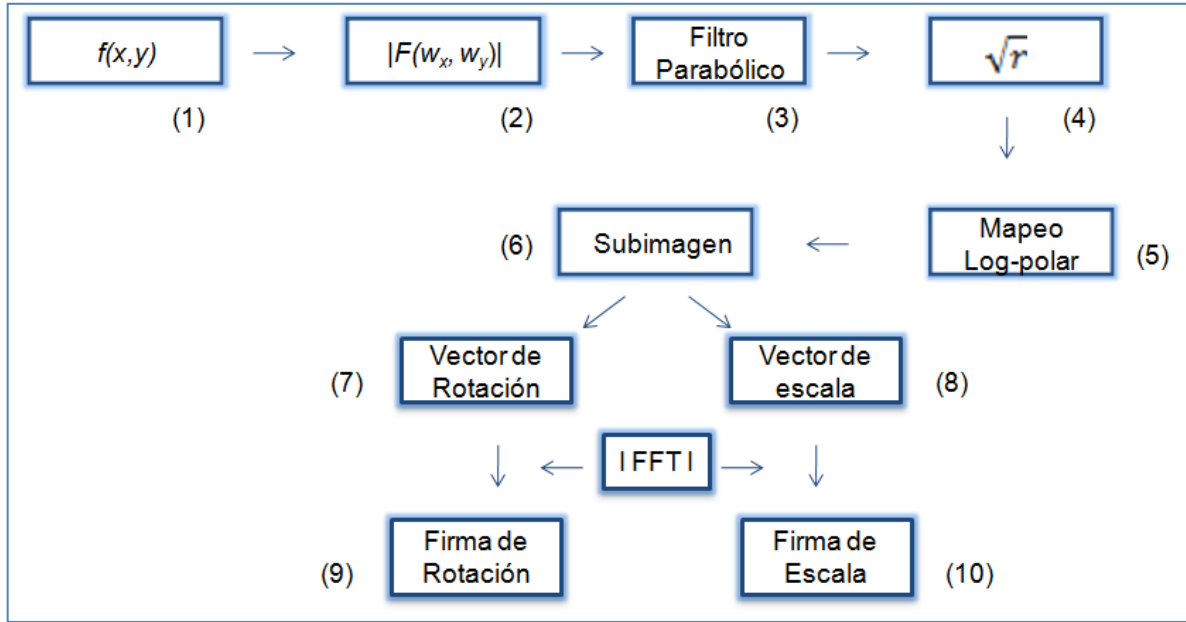 f(x,y)
|F(wₓ, w_y)|
Filtro
Parabólico
√r
(1)
(2)
(3)
(4)
(6)
Subimagen
Mapeo
Log-polar
(5)
(7)
Vector de
Rotación
Vector de
escala
(8)
I FFT I
(9)
Firma de
Rotación
Firma de
Escala
(10)